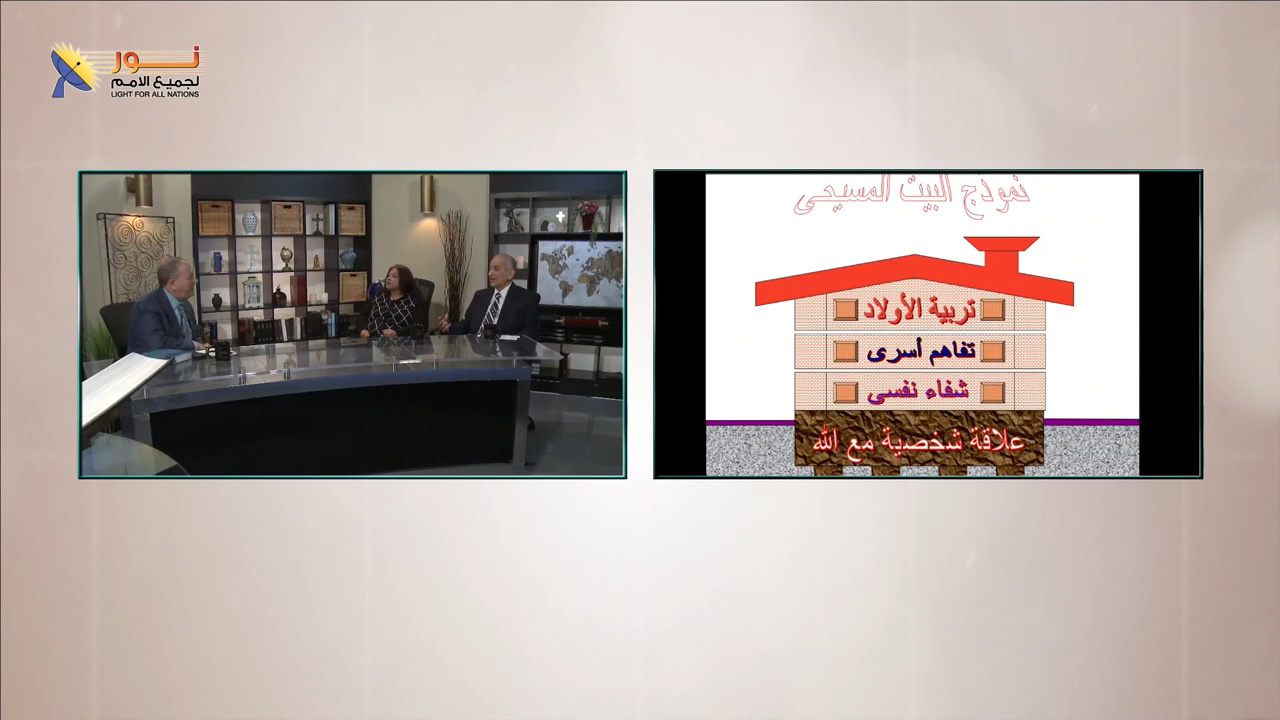 نور
لجميع الامم
LIGHT FOR ALL NATIONS
نموذج البيت المسيحى
تربية الأولاد
تفاهم أسرى
شفاء نفسي
علاقة شخصية مع الله